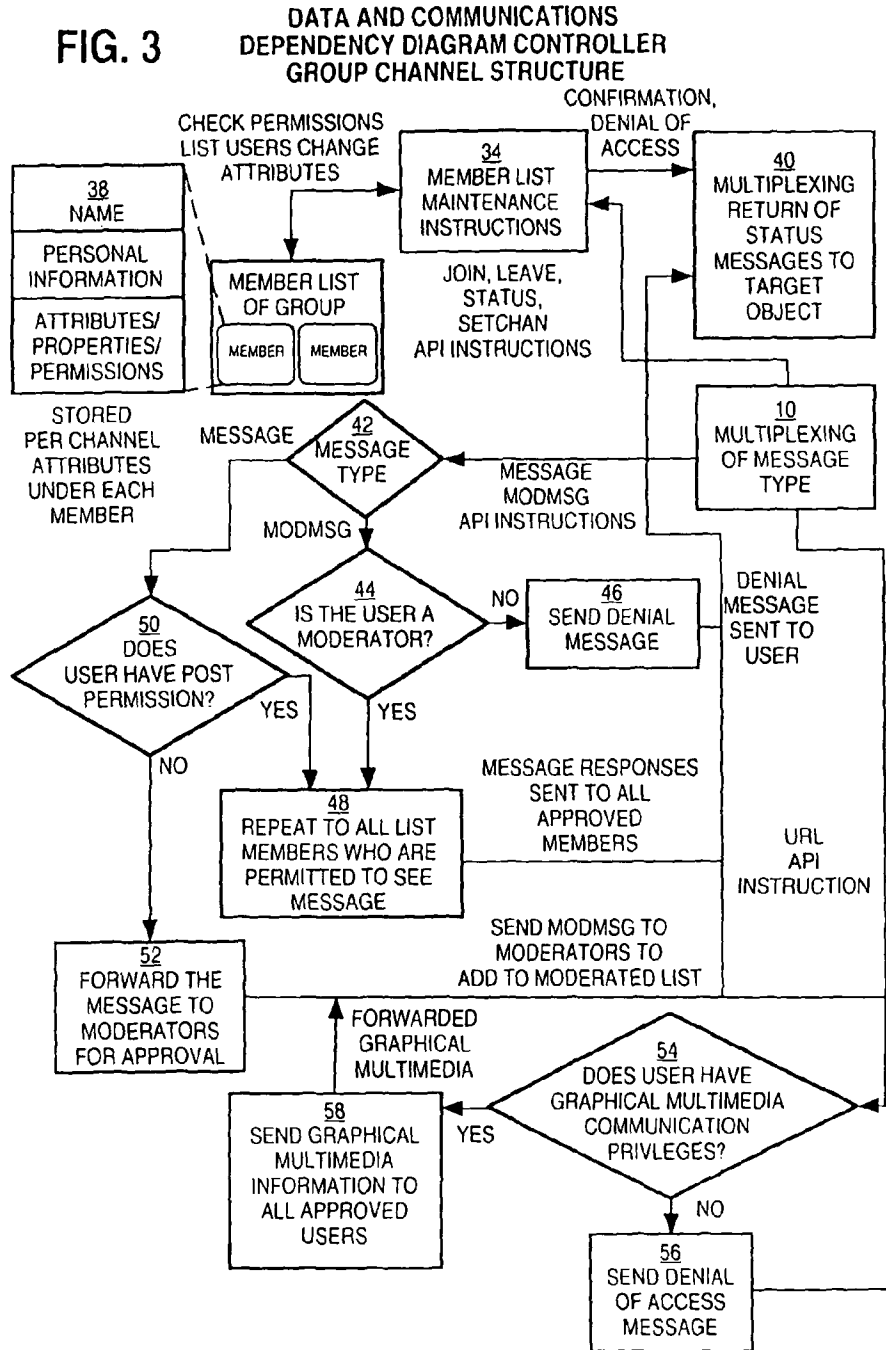 FIG. 3
DATA AND COMMUNICATIONS
DEPENDENCY DIAGRAM CONTROLLER
GROUP CHANNEL STRUCTURE
CHECK PERMISSIONS
LIST USERS CHANGE
ATTRIBUTES
CONFIRMATION,
DENIAL OF
ACCESS
38
NAME
PERSONAL
INFORMATION
ATTRIBUTES/
PROPERTIES/
PERMISSIONS
STORED
PER CHANNEL
ATTRIBUTES
UNDER EACH
MEMBER
MEMBER LIST
OF GROUP
MEMBER
MEMBER
34
MEMBER LIST
MAINTENANCE
INSTRUCTIONS
JOIN, LEAVE,
STATUS,
SETCHAN
API INSTRUCTIONS
40
MULTIPLEXING
RETURN OF
STATUS
MESSAGES TO
TARGET
OBJECT
10
MULTIPLEXING
OF MESSAGE
TYPE
MESSAGE
42
MESSAGE
TYPE
MESSAGE
MODMSG
API INSTRUCTIONS
MODMSG
44
IS THE USER A
MODERATOR?
NO
46
SEND DENIAL
MESSAGE
DENIAL
MESSAGE
SENT TO
USER
50
DOES
USER HAVE POST
PERMISSION?
YES
YES
NO
48
REPEAT TO ALL LIST
MEMBERS WHO ARE
PERMITTED TO SEE
MESSAGE
MESSAGE RESPONSES
SENT TO ALL
APPROVED
MEMBERS
URL
API
INSTRUCTION
52
FORWARD THE
MESSAGE TO
MODERATORS
FOR APPROVAL
SEND MODMSG TO
MODERATORS TO
ADD TO MODERATED LIST
FORWARDED
GRAPHICAL
MULTIMEDIA
54
DOES USER HAVE
GRAPHICAL MULTIMEDIA
COMMUNICATION
PRIVLEGES?
YES
58
SEND GRAPHICAL
MULTIMEDIA
INFORMATION TO
ALL APPROVED
USERS
NO
56
SEND DENIAL
OF ACCESS
MESSAGE